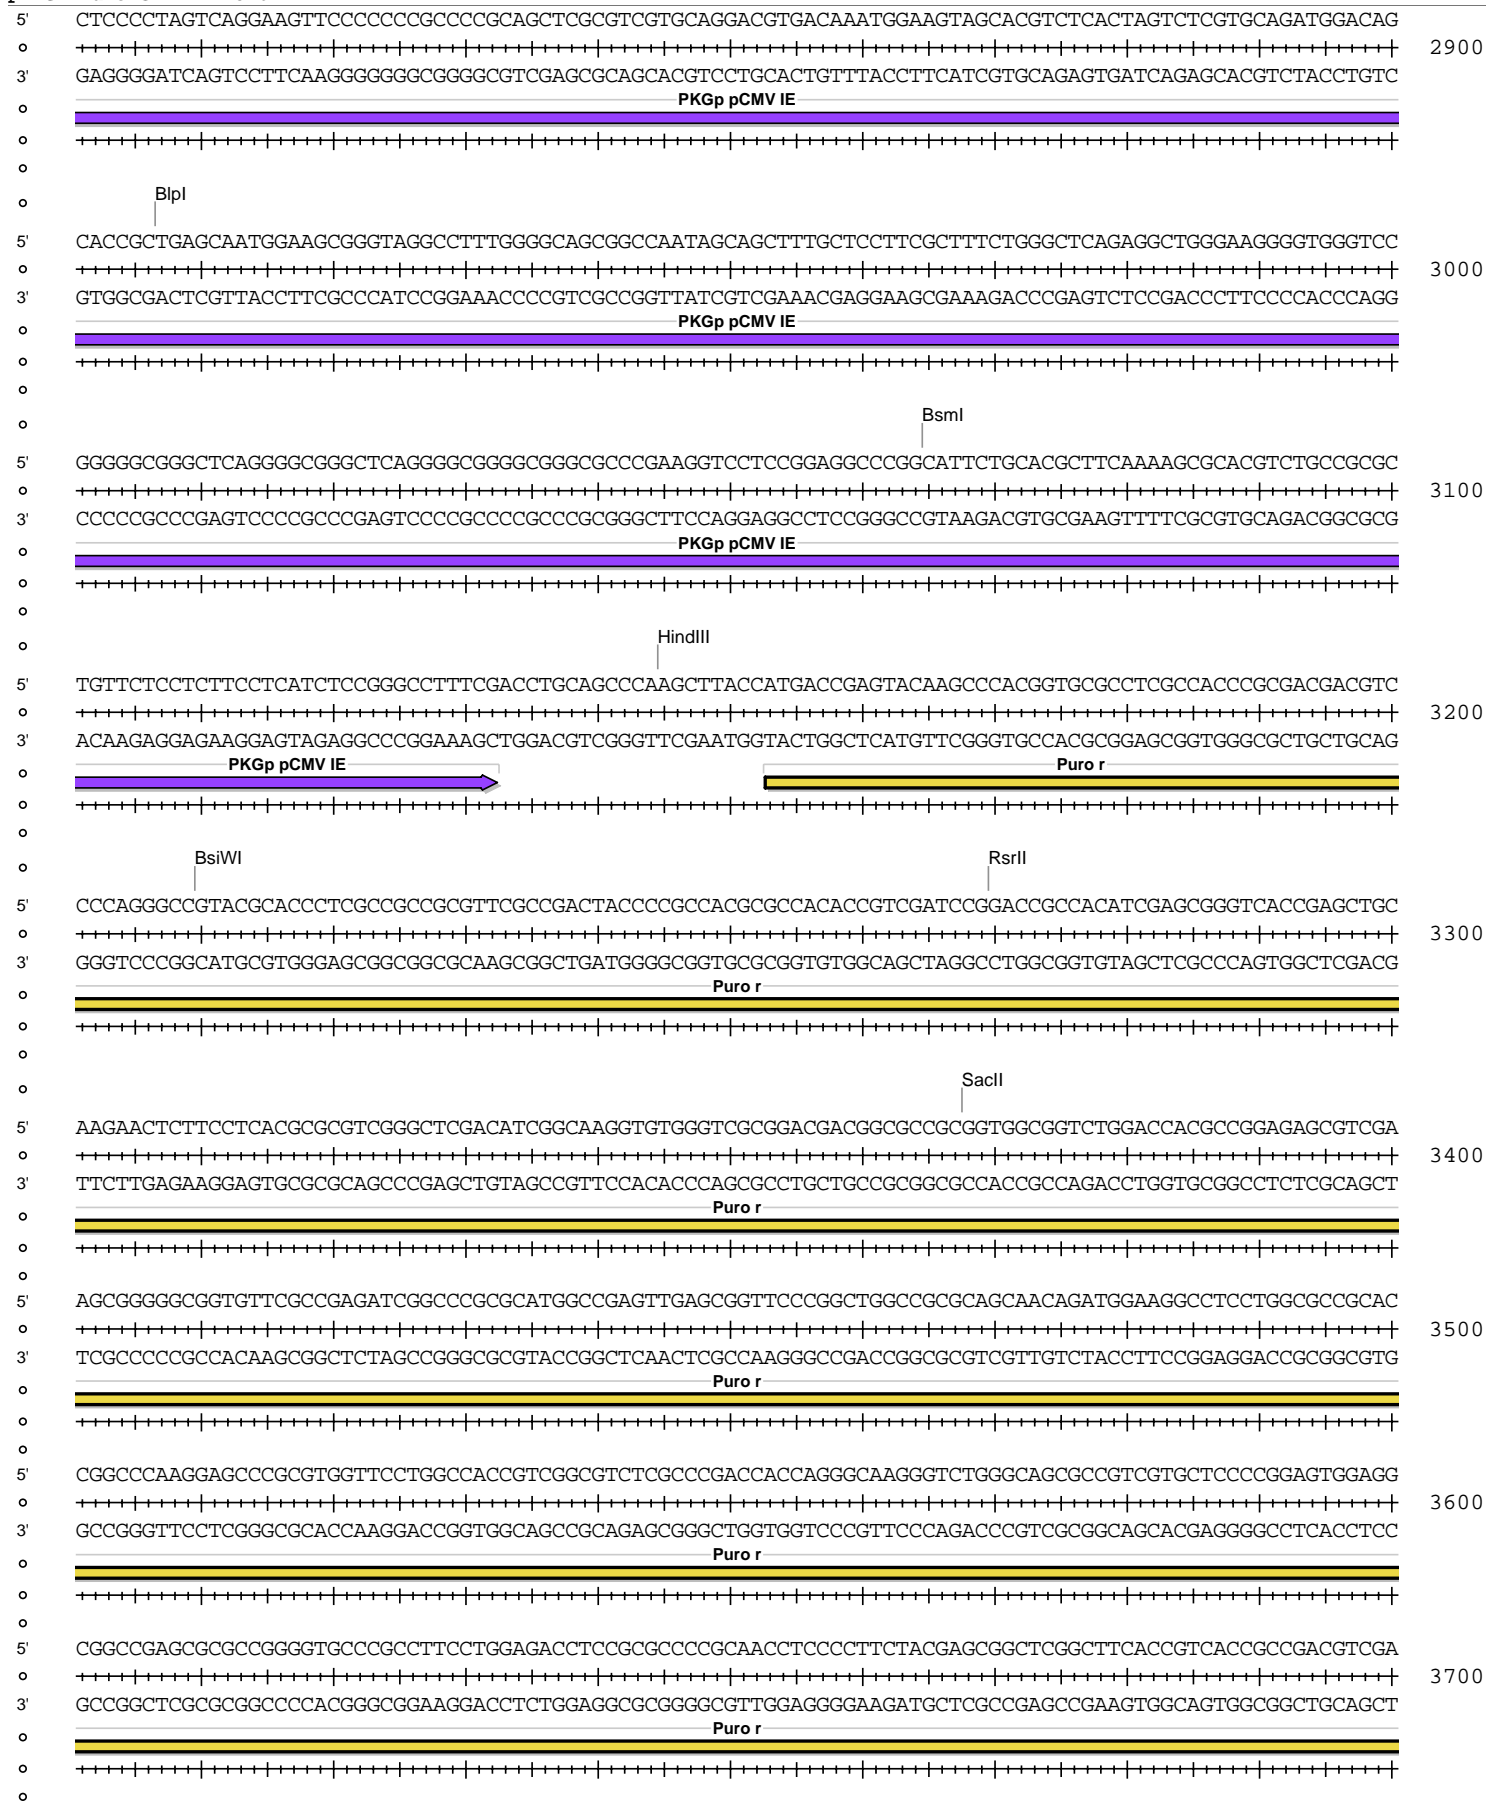 5' CTCCCCTAGTCAGGAAGTTCCCCCCCGCCCCGCAGCTCGCGTCGTGCAGGACGTGACAAATGGAAGTAGCACGTCTCACTAGTCTCGTGCAGATGGACAG
2900
3' GAGGGGATCAGTCCTTCAAGGGGGGGCGGGGCGTCGAGCGCAGCACGTCCTGCACTGTTTACCTTCATCGTGCAGAGTGATCAGAGCACGTCTACCTGTC
PKGp pCMV IE
BlpI
5' CACCGCTGAGCAATGGAAGCGGGTAGGCCTTTGGGGCAGCGGCCAATAGCAGCTTTGCTCCTTCGCTTTCTGGGCTCAGAGGCTGGGAAGGGGTGGGTCC
3000
3' GTGGCGACTCGTTACCTTCGCCCATCCGGAAACCCCGTCGCCGGTTATCGTCGAAACGAGGAAGCGAAAGACCCGAGTCTCCGACCCTTCCCCACCCAGG
PKGp pCMV IE
BsmI
5' GGGGGCGGGCTCAGGGGCGGGCTCAGGGGCGGGGCGGGCGCCCGAAGGTCCTCCGGAGGCCCGGCATTCTGCACGCTTCAAAAGCGCACGTCTGCCGCGC
3100
3' CCCCCGCCCGAGTCCCCGCCCGAGTCCCCGCCCCGCCCGCGGGCTTCCAGGAGGCCTCCGGGCCGTAAGACGTGCGAAGTTTTCGCGTGCAGACGGCGCG
PKGp pCMV IE
HindIII
5' TGTTCTCCTCTTCCTCATCTCCGGGCCTTTCGACCTGCAGCCCAAGCTTACCATGACCGAGTACAAGCCCACGGTGCGCCTCGCCACCCGCGACGACGTC
3200
3' ACAAGAGGAGAAGGAGTAGAGGCCCGGAAAGCTGGACGTCGGGTTCGAATGGTACTGGCTCATGTTCGGGTGCCACGCGGAGCGGTGGGCGCTGCTGCAG
PKGp pCMV IE Puro r
BsiWI RsrII
5' CCCAGGGCCGTACGCACCCTCGCCGCCGCGTTCGCCGACTACCCCGCCACGCGCCACACCGTCGATCCGGACCGCCACATCGAGCGGGTCACCGAGCTGC
3300
3' GGGTCCCGGCATGCGTGGGAGCGGCGGCGCAAGCGGCTGATGGGGCGGTGCGCGGTGTGGCAGCTAGGCCTGGCGGTGTAGCTCGCCCAGTGGCTCGACG
Puro r
SacII
5' AAGAACTCTTCCTCACGCGCGTCGGGCTCGACATCGGCAAGGTGTGGGTCGCGGACGACGGCGCCGCGGTGGCGGTCTGGACCACGCCGGAGAGCGTCGA
3400
3' TTCTTGAGAAGGAGTGCGCGCAGCCCGAGCTGTAGCCGTTCCACACCCAGCGCCTGCTGCCGCGGCGCCACCGCCAGACCTGGTGCGGCCTCTCGCAGCT
Puro r
5' AGCGGGGGCGGTGTTCGCCGAGATCGGCCCGCGCATGGCCGAGTTGAGCGGTTCCCGGCTGGCCGCGCAGCAACAGATGGAAGGCCTCCTGGCGCCGCAC
3500
3' TCGCCCCCGCCACAAGCGGCTCTAGCCGGGCGCGTACCGGCTCAACTCGCCAAGGGCCGACCGGCGCGTCGTTGTCTACCTTCCGGAGGACCGCGGCGTG
Puro r
5' CGGCCCAAGGAGCCCGCGTGGTTCCTGGCCACCGTCGGCGTCTCGCCCGACCACCAGGGCAAGGGTCTGGGCAGCGCCGTCGTGCTCCCCGGAGTGGAGG
3600
3' GCCGGGTTCCTCGGGCGCACCAAGGACCGGTGGCAGCCGCAGAGCGGGCTGGTGGTCCCGTTCCCAGACCCGTCGCGGCAGCACGAGGGGCCTCACCTCC
Puro r
5' CGGCCGAGCGCGCCGGGGTGCCCGCCTTCCTGGAGACCTCCGCGCCCCGCAACCTCCCCTTCTACGAGCGGCTCGGCTTCACCGTCACCGCCGACGTCGA
3700
3' GCCGGCTCGCGCGGCCCCACGGGCGGAAGGACCTCTGGAGGCGCGGGGCGTTGGAGGGGAAGATGCTCGCCGAGCCGAAGTGGCAGTGGCGGCTGCAGCT
Puro r